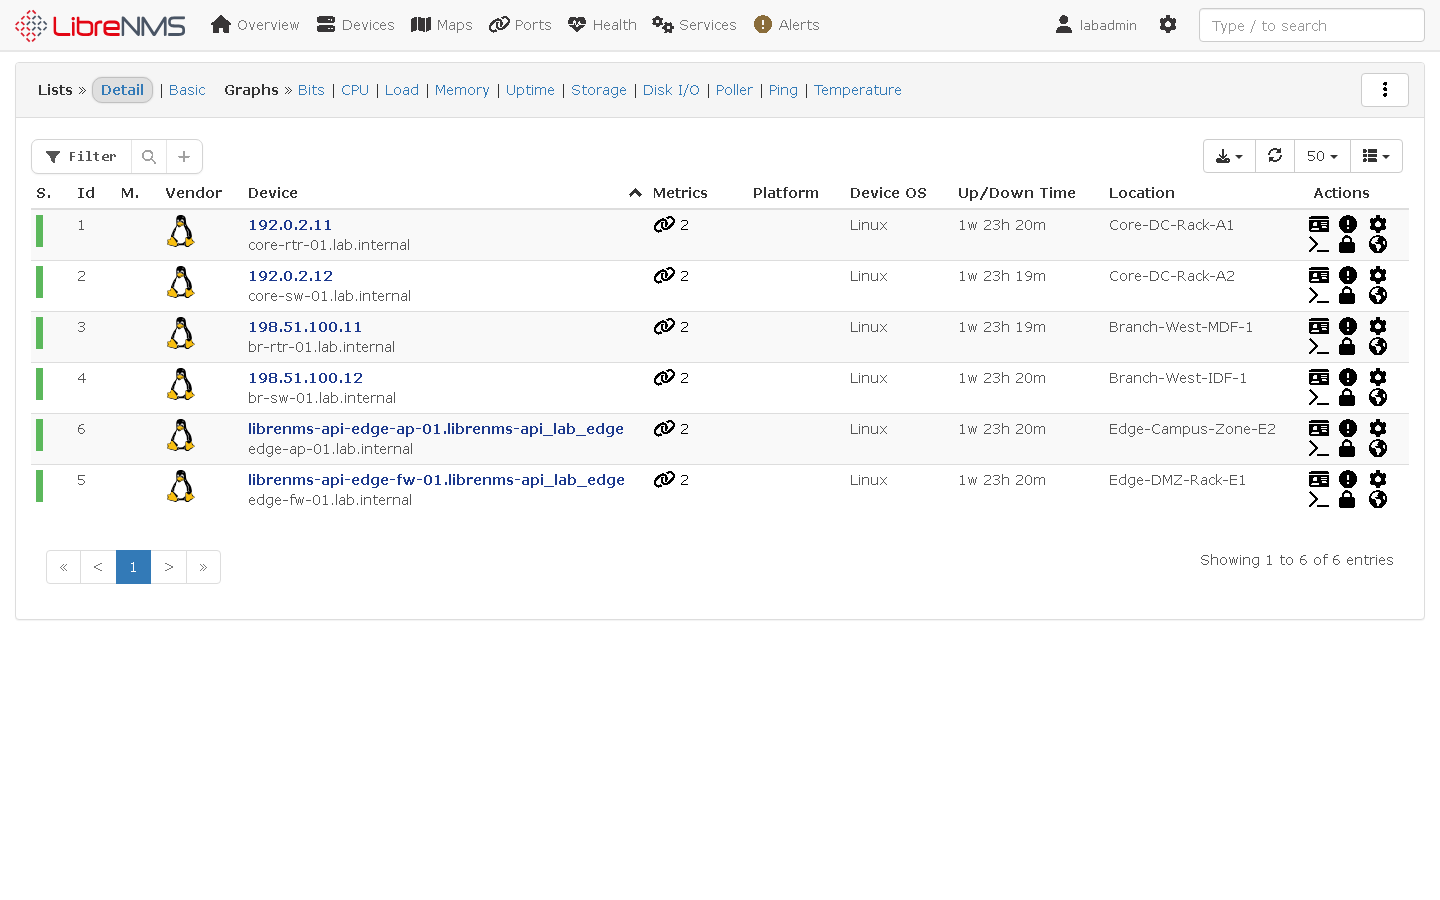 LibreNMS Overview Devices Maps Ports Health Services Alerts labadmin Type / to search
Lists » Detail | Basic Graphs » Bits | CPU | Load | Memory | Uptime | Storage | Disk I/O | Poller | Ping | Temperature
Filter 50
S. Id M. Vendor Device Metrics Platform Device OS Up/Down Time Location Actions
1 192.0.2.11 2 Linux 1w 23h 20m Core-DC-Rack-A1
core-rtr-01.lab.internal
2 192.0.2.12 2 Linux 1w 23h 19m Core-DC-Rack-A2
core-sw-01.lab.internal
3 198.51.100.11 2 Linux 1w 23h 19m Branch-West-MDF-1
br-rtr-01.lab.internal
4 198.51.100.12 2 Linux 1w 23h 20m Branch-West-IDF-1
br-sw-01.lab.internal
6 librenms-api-edge-ap-01.librenms-api_lab_edge 2 Linux 1w 23h 20m Edge-Campus-Zone-E2
edge-ap-01.lab.internal
5 librenms-api-edge-fw-01.librenms-api_lab_edge 2 Linux 1w 23h 20m Edge-DMZ-Rack-E1
edge-fw-01.lab.internal
« < 1 > » Showing 1 to 6 of 6 entries